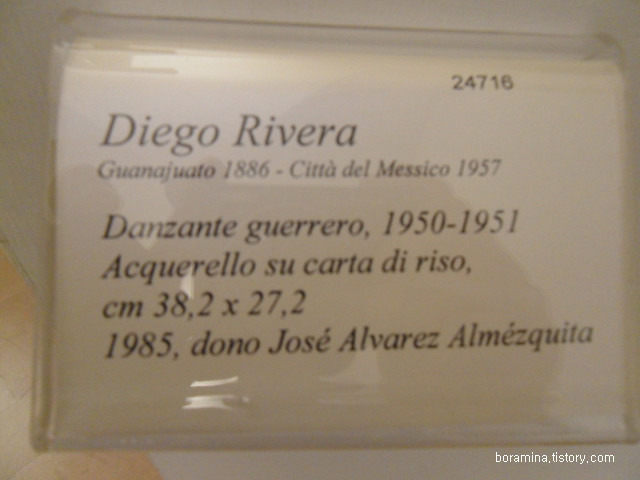 24716
Diego Rivera
Guanajuato 1886 - Città del Messico 1957
Danzante guerrero, 1950-1951
Acquerello su carta di riso,
cm 38,2 x 27,2
1985, dono José Alvarez Almézquita
boramina.tistory.com